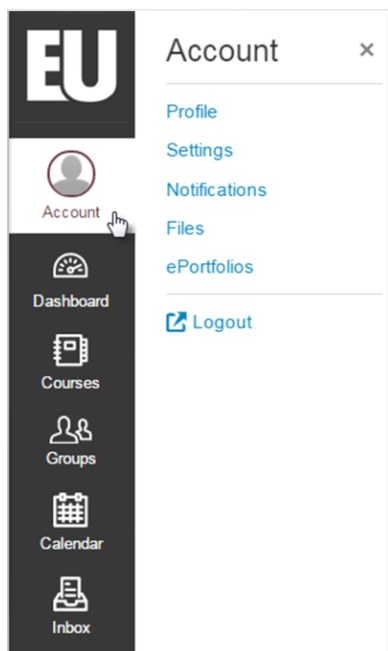 EU
Account
Dashboard
Courses
Groups
Calendar
Inbox
Account ×
Profile
Settings
Notifications
Files
ePortfolios
Logout